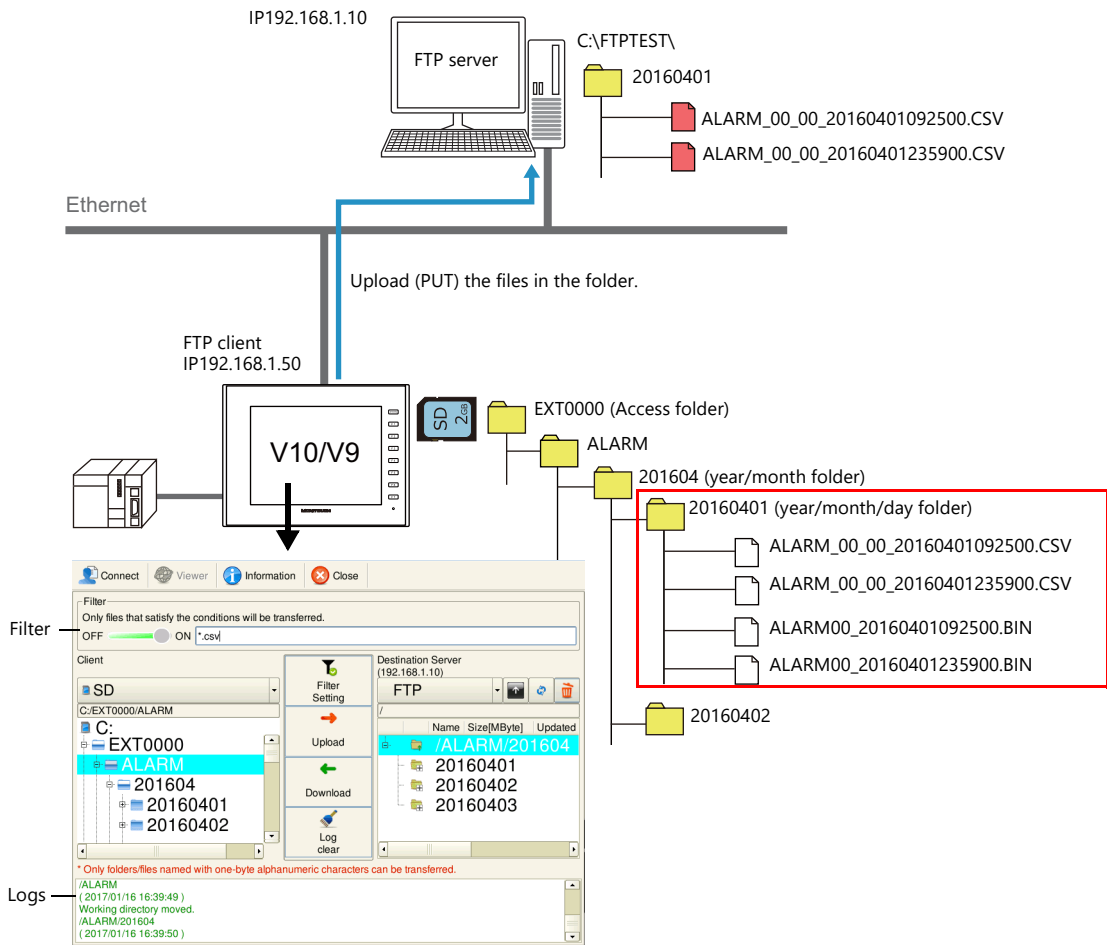 IP192.168.1.10
FTP server
C:\FTPTEST\
20160401
ALARM_00_00_20160401092500.CSV
ALARM_00_00_20160401235900.CSV
Ethernet
Upload (PUT) the files in the folder.
FTP client
IP192.168.1.50
V10/V9
SD
2GB
EXT0000 (Access folder)
ALARM
201604 (year/month folder)
20160401 (year/month/day folder)
ALARM_00_00_20160401092500.CSV
ALARM_00_00_20160401235900.CSV
ALARM00_20160401092500.BIN
ALARM00_20160401235900.BIN
20160402
Connect Viewer Information Close
Filter
Filter
Only files that satisfy the conditions will be transferred.
OFF ON *.csv
Client
SD
C:/EXT0000/ALARM
C:
EXT0000
ALARM
201604
20160401
20160402
Filter
Setting
Upload
Download
Log
clear
Destination Server
(192.168.1.10)
FTP
/
Name Size[MByte] Updated
/ALARM/201604
20160401
20160402
20160403
* Only folders/files named with one-byte alphanumeric characters can be transferred.
Logs
/ALARM
( 2017/01/16 16:39:49 )
Working directory moved.
/ALARM/201604
( 2017/01/16 16:39:50 )